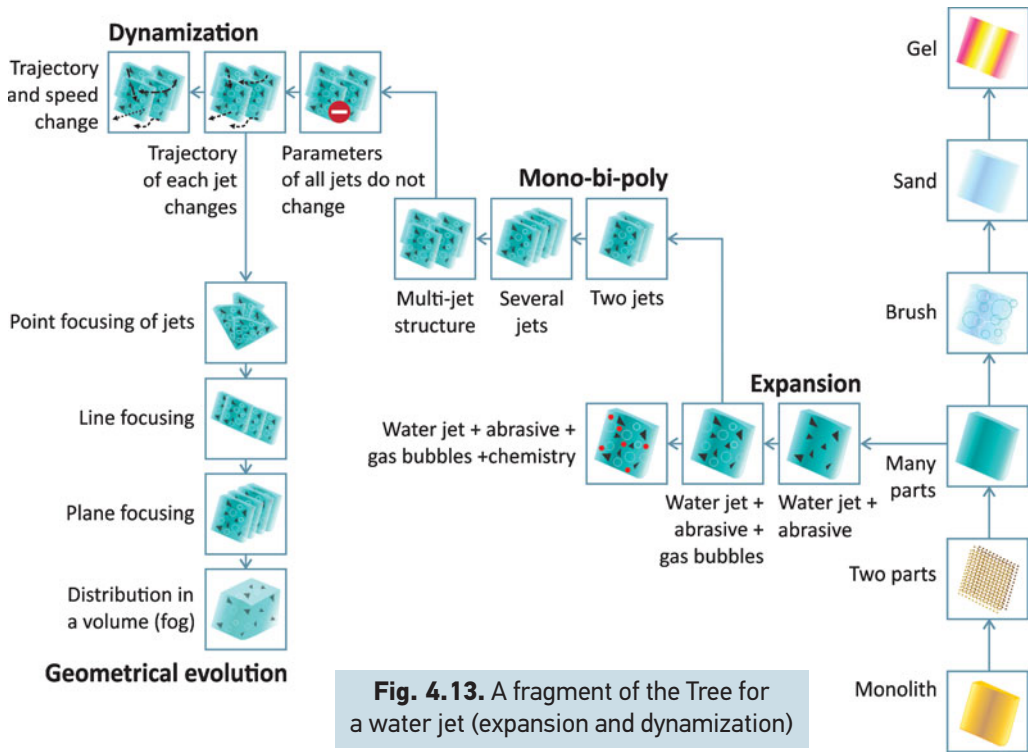 Dynamization
Trajectory
and speed
change
Trajectory
of each jet
changes
Parameters
of all jets do not
change
Mono-bi-poly
Multi-jet
structure
Several
jets
Two jets
Point focusing of jets
Line focusing
Plane focusing
Distribution in
a volume (fog)
Geometrical evolution
Expansion
Water jet + abrasive +
gas bubbles +chemistry
Water jet +
abrasive +
gas bubbles
Water jet +
abrasive
Gel
Sand
Brush
Many
parts
Two parts
Monolith
Fig. 4.13. A fragment of the Tree for
a water jet (expansion and dynamization)